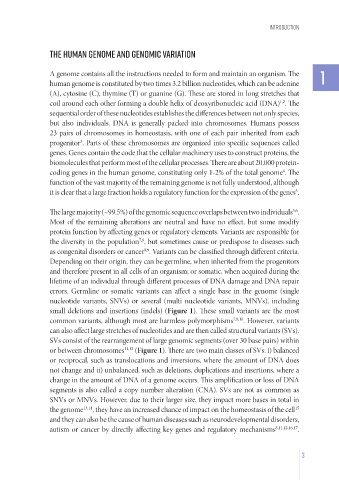 INTRODUCTION
THE HUMAN GENOME AND GENOMIC VARIATION
1
A genome contains all the instructions needed to form and maintain an organism. The
human genome is constituted by two times 3.2 billion nucleotides, which can be adenine
(A), cytosine (C), thymine (T) or guanine (G). These are stored in long stretches that
coil around each other forming a double helix of deoxyribonucleic acid (DNA)¹,². The
sequential order of these nucleotides establishes the differences between not only species,
but also individuals. DNA is generally packed into chromosomes. Humans possess
23 pairs of chromosomes in homeostasis, with one of each pair inherited from each
progenitor³. Parts of these chromosomes are organized into specific sequences called
genes. Genes contain the code that the cellular machinery uses to construct proteins, the
biomolecules that perform most of the cellular processes. There are about 20,000 protein-
coding genes in the human genome, constituting only 1-2% of the total genome⁴. The
function of the vast majority of the remaining genome is not fully understood, although
it is clear that a large fraction holds a regulatory function for the expression of the genes⁵.
The large majority (~99.5%) of the genomic sequence overlaps between two individuals
Most of the remaining alterations are neutral and have no effect, but some modify
protein function by affecting genes or regulatory elements. Variants are responsible for
the diversity in the population, but sometimes cause or predispose to diseases such
as congenital disorders or cancer. Variants can be classified through different criteria.
Depending on their origin, they can be germline, when inherited from the progenitors
and therefore present in all cells of an organism; or somatic, when acquired during the
lifetime of an individual through different processes of DNA damage and DNA repair
errors. Germline or somatic variants can affect a single base in the genome (single
nucleotide variants, SNVs) or several (multi nucleotide variants, MNVs), including
small deletions and insertions (indels) (Figure 1). These small variants are the most
common variants, although most are harmless polymorphisms. However, variants
can also affect large stretches of nucleotides and are then called structural variants (SVs).
SVs consist of the rearrangement of large genomic segments (over 30 base pairs) within
or between chromosomes (Figure 1). There are two main classes of SVs: i) balanced
or reciprocal, such as translocations and inversions, where the amount of DNA does
not change and ii) unbalanced, such as deletions, duplications and insertions, where a
change in the amount of DNA of a genome occurs. This amplification or loss of DNA
segments is also called a copy number alteration (CNA). SVs are not as common as
SNVs or MNVs. However, due to their larger size, they impact more bases in total in
the genome, they have an increased chance of impact on the homeostasis of the cell
and they can also be the cause of human diseases such as neurodevelopmental disorders,
autism or cancer by directly affecting key genes and regulatory mechanisms
3